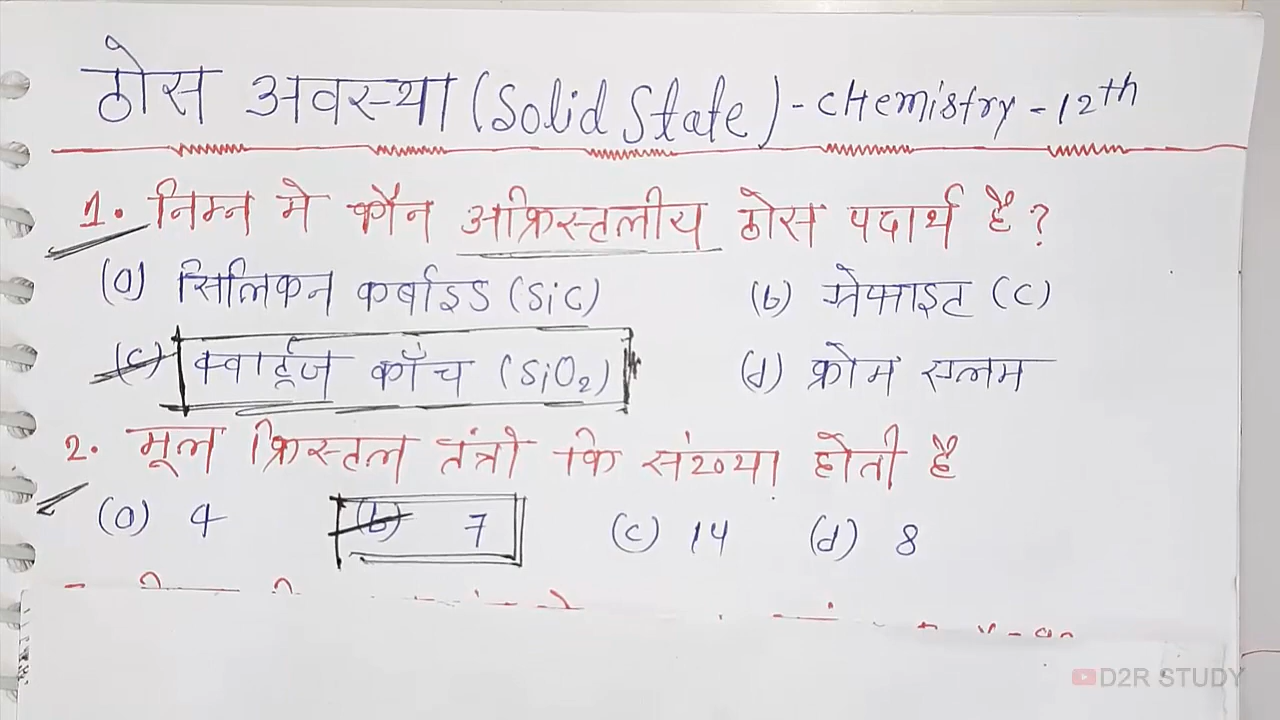 ठोस अवस्था (Solid State) - CHemistry - 12th
1. निम्न मे कौन अक्रिस्टलीय ठोस पदार्थ है ?
(a) सिलिकन कर्बाइड (SiC) (b) ग्रेफाइट (C)
(c) क्वार्ट्ज काँच (SiO2) (d) क्रोम एलम
2. मूल क्रिस्टल तंत्रो कि संख्या होती है
(a) 4 (b) 7 (c) 14 (d) 8
D2R STUDY